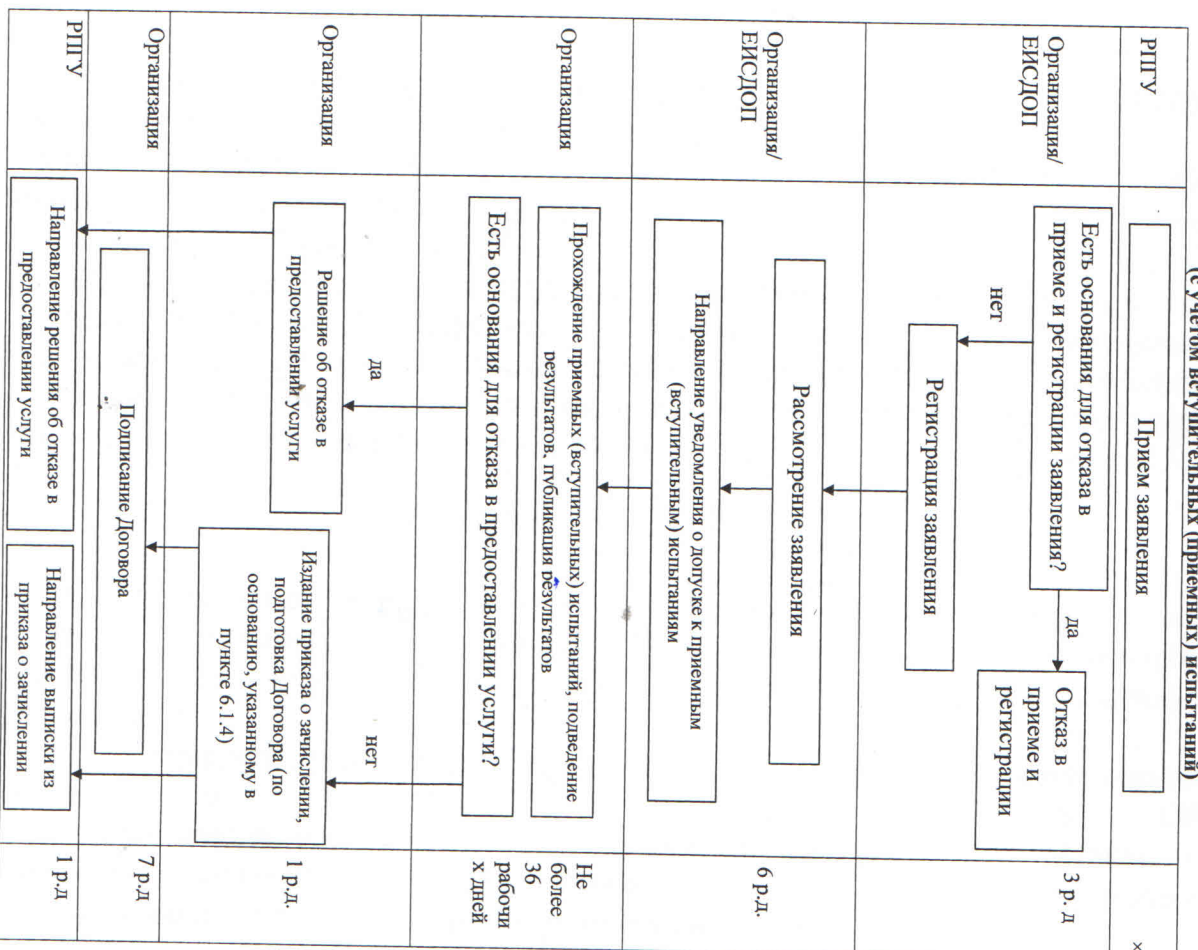 (с учетом вступительных (приемных) испытаний)
РПГУ
Прием заявления
Организация/
ЕИСДОП
Есть основания для отказа в
приеме и регистрации заявления?
да
Отказ в
приеме и
регистрации
нет
Регистрация заявления
3 р. д
Организация/
ЕИСДОП
Рассмотрение заявления
Направление уведомления о допуске к приемным
(вступительным) испытаниям
6 р.д.
Организация
Прохождение приемных (вступительных) испытаний, подведение
результатов, публикация результатов
Есть основания для отказа в предоставлении услуги?
Не
более
36
рабочи
х дней
Организация
да
нет
Решение об отказе в
предоставлении услуги
Издание приказа о зачислении,
подготовка Договора (по
основанию, указанному в
пункте 6.1.4)
1 р.д.
Организация
Подписание Договора
7 р.д
РПГУ
Направление решения об отказе в
предоставлении услуги
Направление выписки из
приказа о зачислении
1 р.д